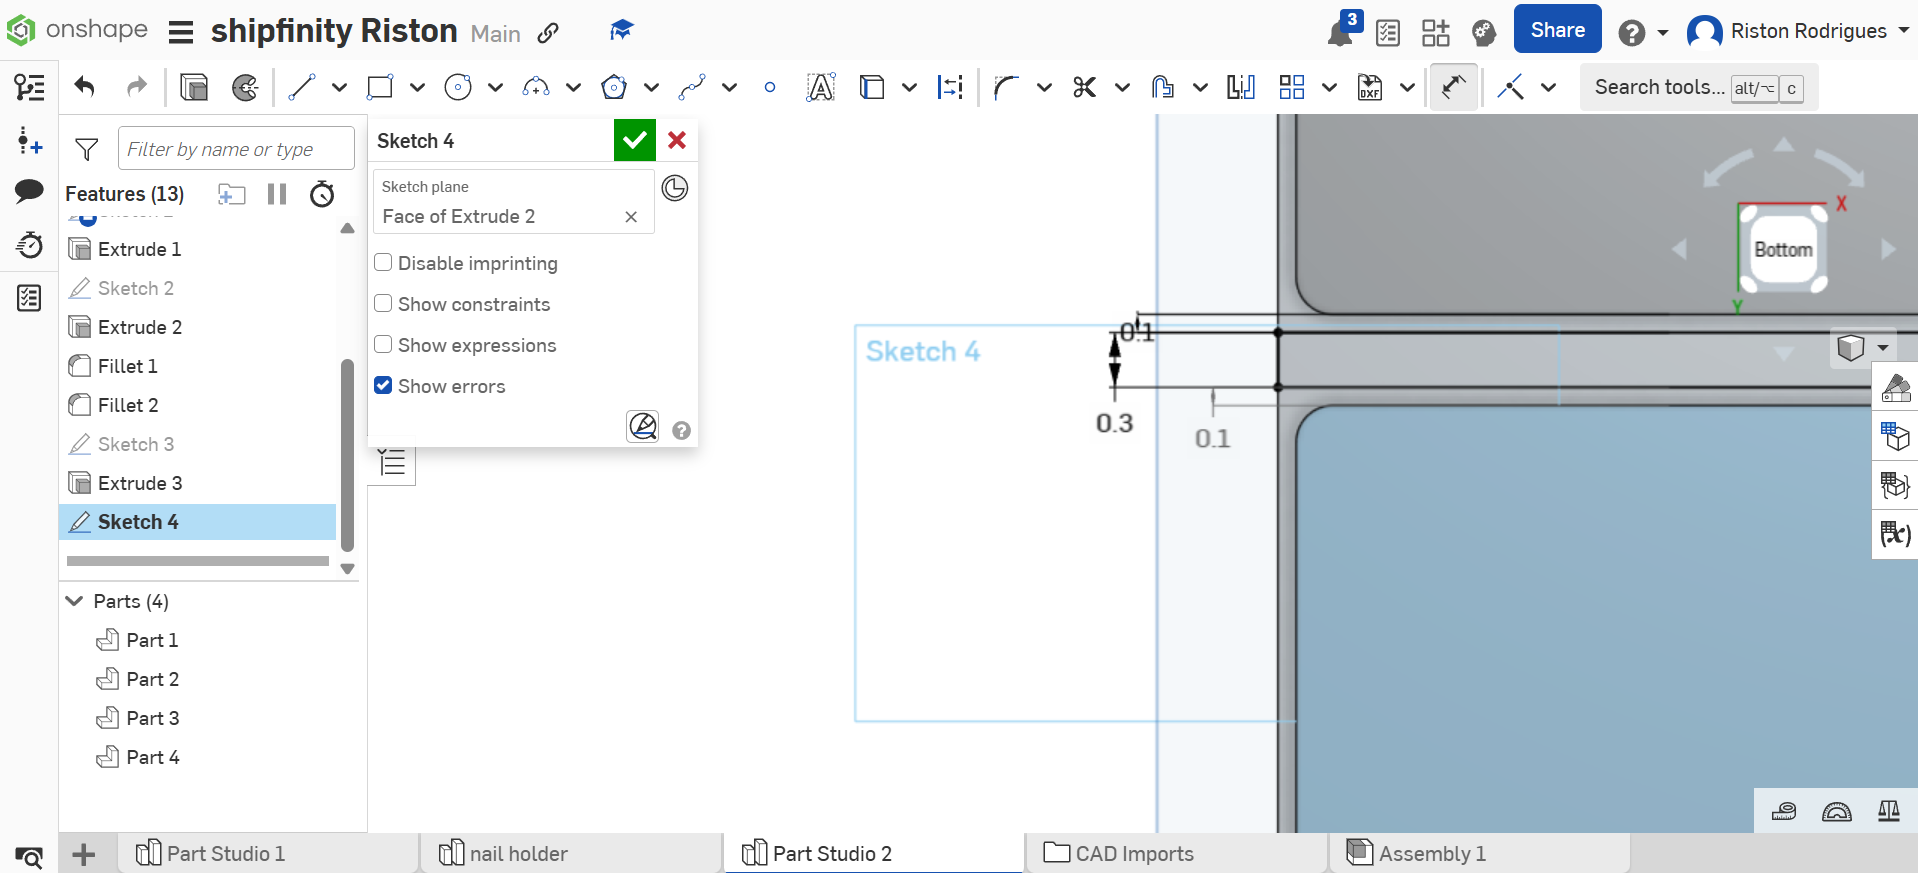 onshape
shipfinity Riston Main
3
Share
Riston Rodrigues
DXF
Search tools... alt/⌥ c
Filter by name or type
Features (13)
Extrude 1
Sketch 2
Extrude 2
Fillet 1
Fillet 2
Sketch 3
Extrude 3
Sketch 4
Parts (4)
Part 1
Part 2
Part 3
Part 4
Sketch 4
Sketch plane
Face of Extrude 2
Disable imprinting
Show constraints
Show expressions
Show errors
Sketch 4
0.1
0.3
0.1
X
Bottom
Y
(x)
Part Studio 1
nail holder
Part Studio 2
CAD Imports
Assembly 1